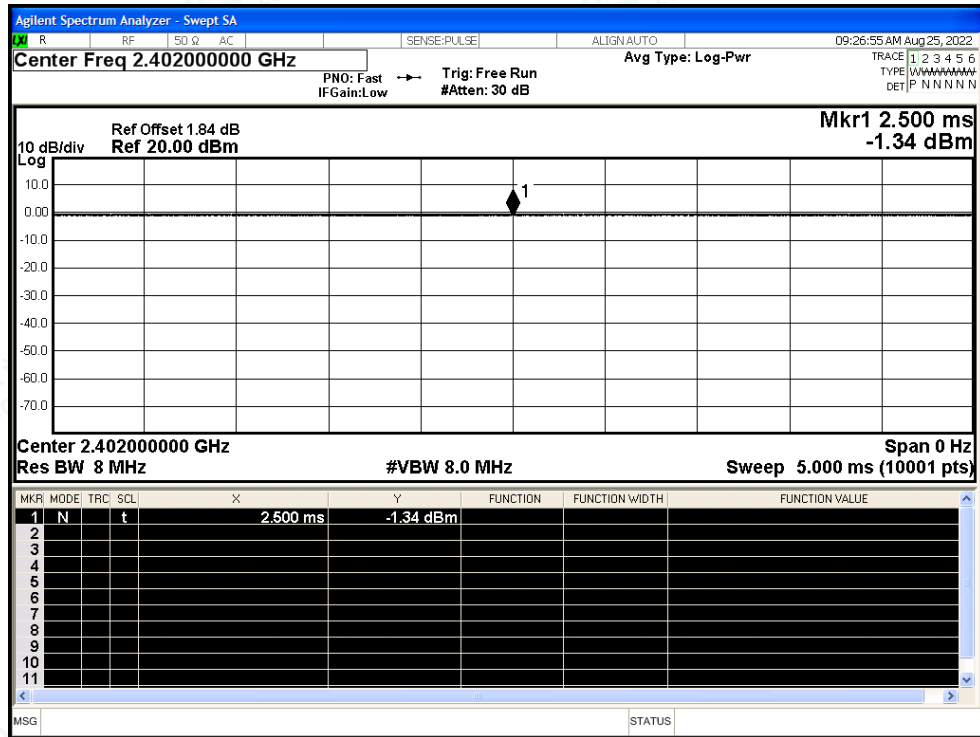 Agilent Spectrum Analyzer - Swept SA
LXI R RF 50 Ω AC SENSE:PULSE ALIGN AUTO 09:26:55 AM Aug 25, 2022
Center Freq 2.402000000 GHz Avg Type: Log-Pwr TRACE 1 2 3 4 5 6
PNO: Fast Trig: Free Run TYPE WWWWWW
IFGain:Low #Atten: 30 dB DET P N N N N N
Mkr1 2.500 ms
Ref Offset 1.84 dB
10 dB/div Ref 20.00 dBm -1.34 dBm
Log
10.0
1
0.00
-10.0
-20.0
-30.0
-40.0
-50.0
-60.0
-70.0
Center 2.402000000 GHz Span 0 Hz
Res BW 8 MHz #VBW 8.0 MHz Sweep 5.000 ms (10001 pts)
MKR MODE TRC SCL X Y FUNCTION FUNCTION WIDTH FUNCTION VALUE
1 N t 2.500 ms -1.34 dBm
2
3
4
5
6
7
8
9
10
11
MSG STATUS